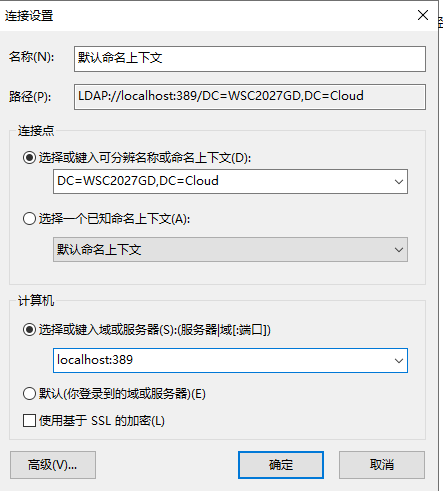 连接设置
名称(N):
默认命名上下文
路径(P):
LDAP://localhost:389/DC=WSC2027GD,DC=Cloud
连接点
选择或键入可分辨名称或命名上下文(D):
DC=WSC2027GD,DC=Cloud
选择一个已知命名上下文(A):
默认命名上下文
计算机
选择或键入域或服务器(S):(服务器|域[:端口])
localhost:389
默认(你登录到的域或服务器)(E)
使用基于 SSL 的加密(L)
高级(V)...
确定
取消